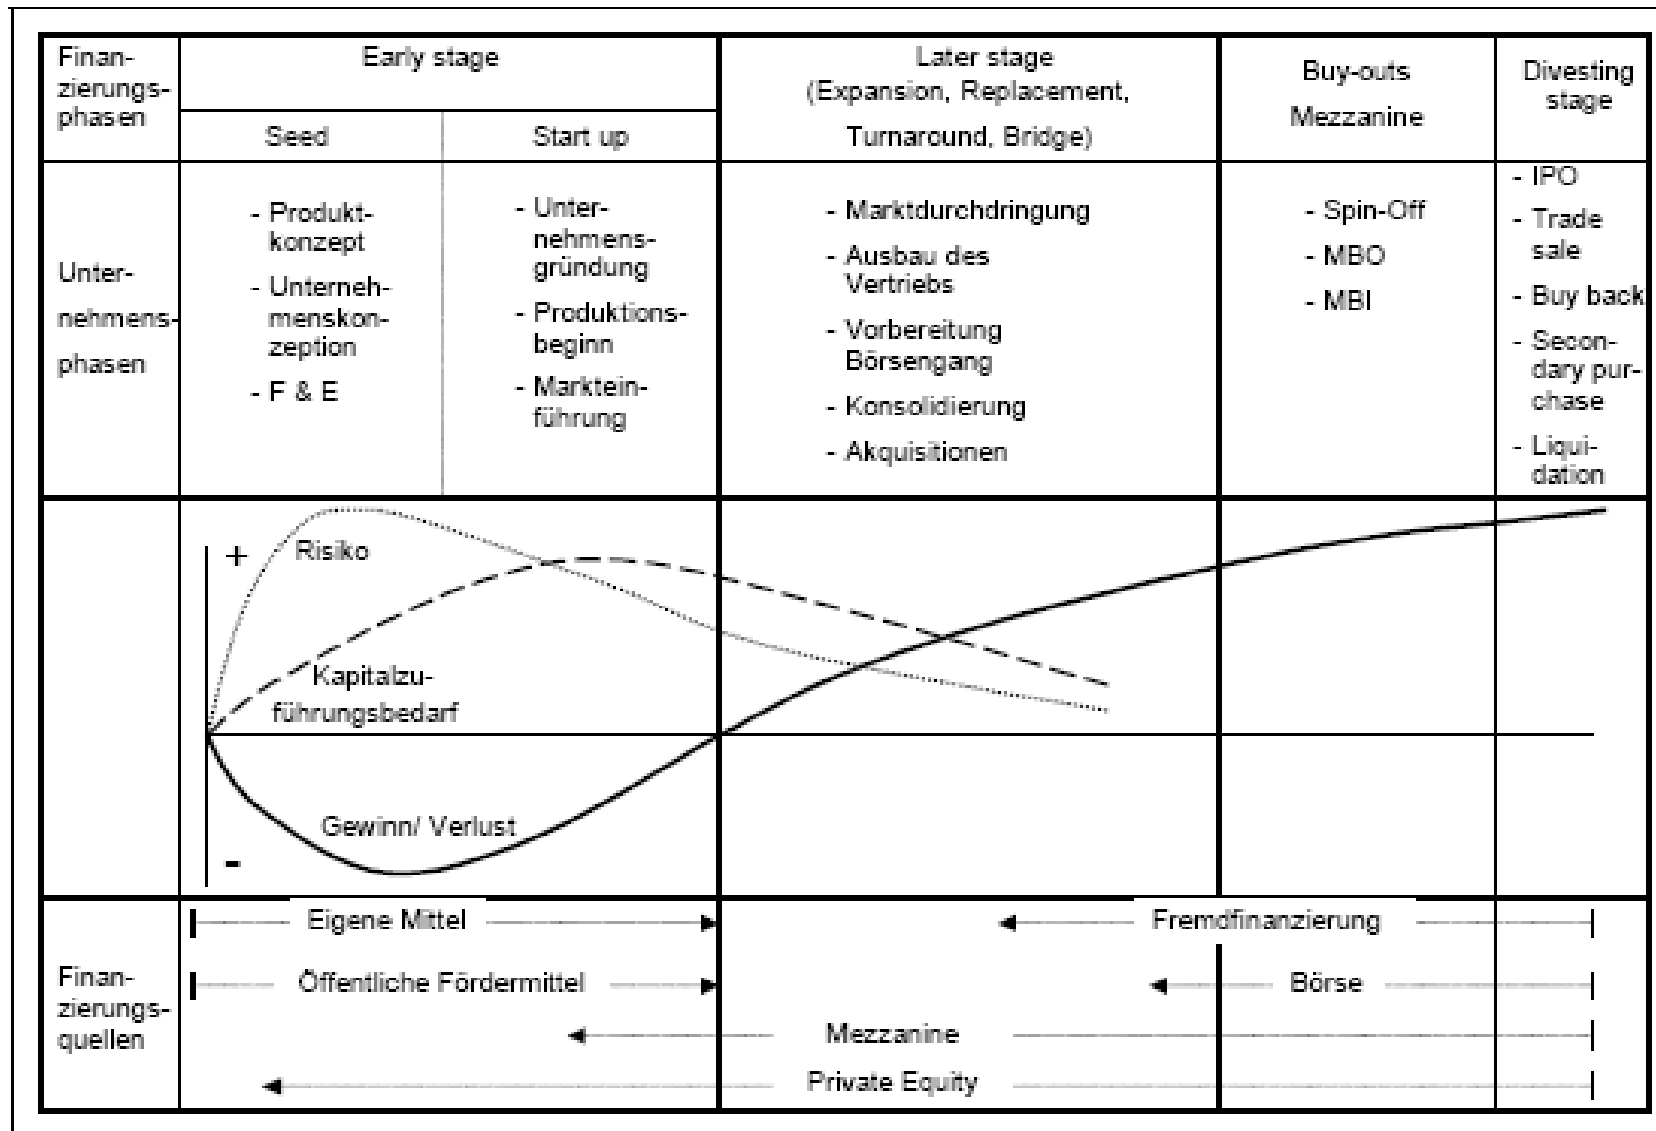 Finan-
zierungs-
phasen
Early stage
Seed
Start up
Later stage
(Expansion, Replacement,
Turnaround, Bridge)
Buy-outs
Mezzanine
Divesting
stage
Unter-
nehmens-
phasen
- Produkt-
konzept
- Unterneh-
menskon-
zeption
- F & E
- Unter-
nehmens-
gründung
- Produktions-
beginn
- Marktein-
führung
- Marktdurchdringung
- Ausbau des
Vertriebs
- Vorbereitung
Börsengang
- Konsolidierung
- Akquisitionen
- Spin-Off
- MBO
- MBI
- IPO
- Trade
sale
- Buy back
- Secon-
dary pur-
chase
- Liqui-
dation
+
Risiko
Kapitalzu-
führungsbedarf
Gewinn/ Verlust
-
Finan-
zierungs-
quellen
Eigene Mittel
Fremdfinanzierung
Öffentliche Fördermittel
Börse
Mezzanine
Private Equity